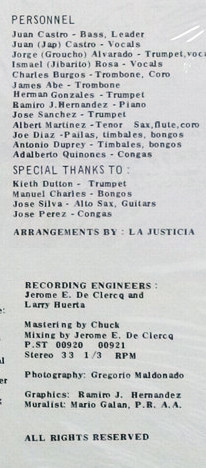 PERSONNEL
Juan Castro - Bass, Leader
Juan (Jap) Castro - Vocals
Jorge (Groucho) Alvarado - Trumpet, voc
Ismael (Jibarito) Rosa - Vocals
Charles Burgos - Trombone, Coro
James Abe - Trombone
Herman Gonzales - Trumpet
Ramiro J. Hernandez - Piano
Jose Sanchez - Trumpet
Albert Martinez - Tenor Sax, flute, coro
Joe Diaz - Pailas, timbales, bongos
Antonio Duprey - Timbales, bongos
Adalberto Quinones - Congas
SPECIAL THANKS TO :
Kieth Dutton - Trumpet
Manuel Charles - Bongos
Jose Silva - Alto Sax, Guitars
Jose Perez - Congas
ARRANGEMENTS BY : LA JUSTICIA
RECORDING ENGINEERS :
Jerome E. De Clercq and
Larry Huerta
Mastering by Chuck
Mixing by Jerome E. De Clercq
P. ST 00920 00921
Stereo 33 1/3 RPM
Photography: Gregorio Maldonado
Graphics: Ramiro J. Hernandez
Muralist: Mario Galan, P.R. A.A.
ALL RIGHTS RESERVED